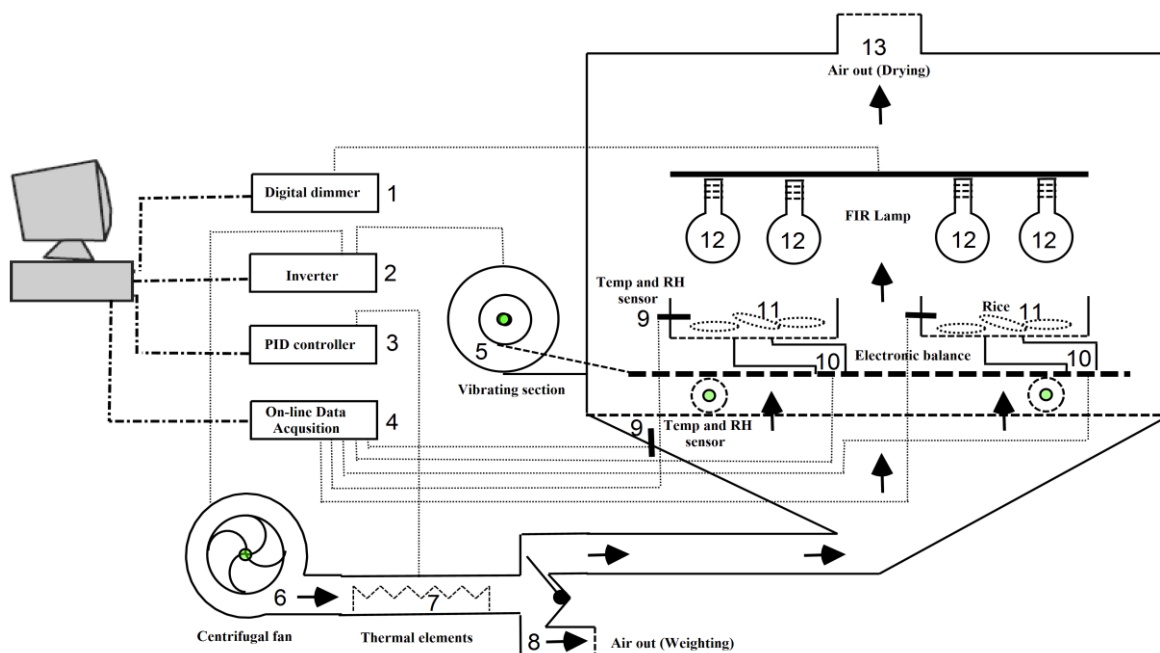 13
Air out (Drying)
Digital dimmer 1
FIR Lamp
12 12 12 12
Inverter 2
Temp and RH
sensor
9
11
Rice 11
PID controller 3
5
Vibrating section
10
Electronic balance
10
On-line Data
Acqusition
4
9
Temp and RH
sensor
6
7
Centrifugal fan
Thermal elements
8
Air out (Weighting)